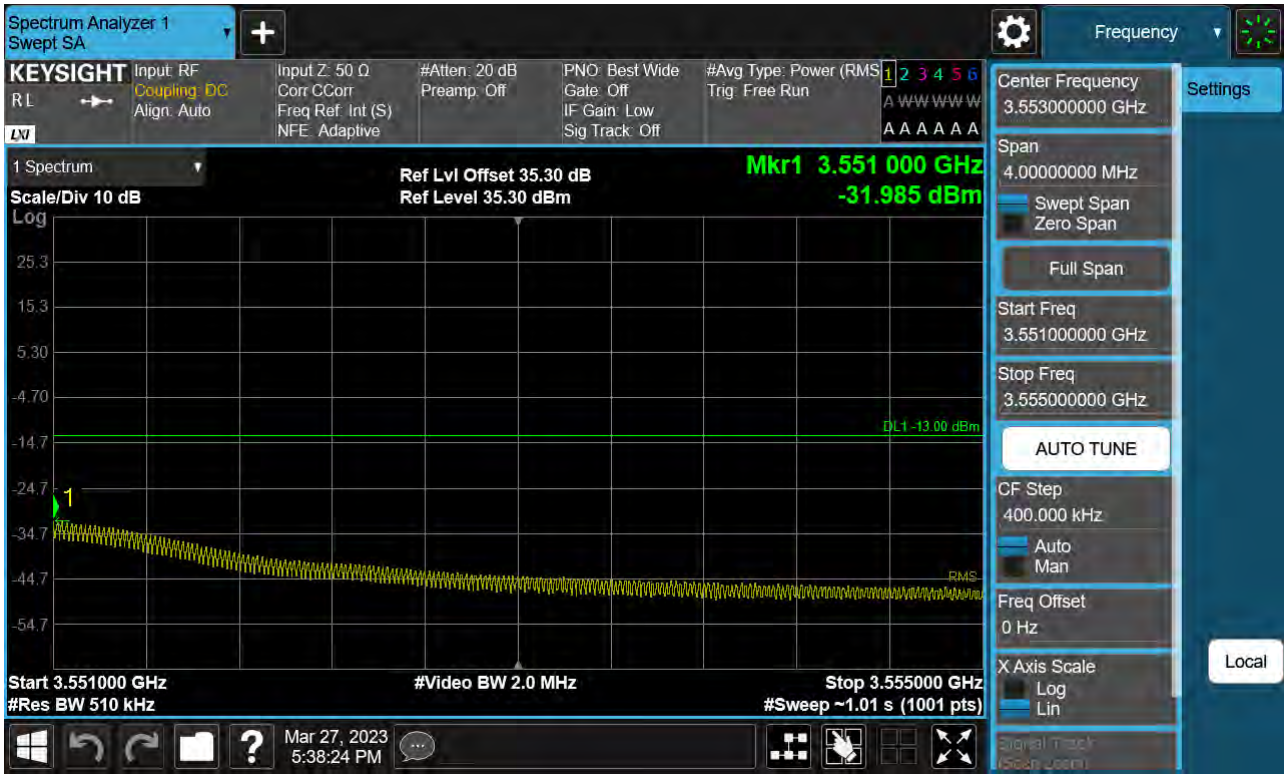 Spectrum Analyzer 1
Swept SA
+
Frequency
KEYSIGHT
RL
LXI
Input: RF
Coupling: DC
Align: Auto
Input Z: 50 Ω
Corr CCorr
Freq Ref: Int (S)
NFE: Adaptive
#Atten: 20 dB
Preamp: Off
PNO: Best Wide
Gate: Off
IF Gain: Low
Sig Track: Off
#Avg Type: Power (RMS
Trig: Free Run
1 2 3 4 5 6
A W W W W W
A A A A A A
1 Spectrum
Scale/Div 10 dB
Log
Ref Lvl Offset 35.30 dB
Ref Level 35.30 dBm
Mkr1 3.551 000 GHz
-31.985 dBm
25.3
15.3
5.30
-4.70
-14.7
-24.7
-34.7
-44.7
-54.7
DL1 -13.00 dBm
1
RMS
Start 3.551000 GHz
#Res BW 510 kHz
#Video BW 2.0 MHz
Stop 3.555000 GHz
#Sweep ~1.01 s (1001 pts)
Center Frequency
3.553000000 GHz
Span
4.00000000 MHz
Swept Span
Zero Span
Full Span
Start Freq
3.551000000 GHz
Stop Freq
3.555000000 GHz
AUTO TUNE
CF Step
400.000 kHz
Auto
Man
Freq Offset
0 Hz
X Axis Scale
Log
Lin
Signal Track
(Span Zoom)
Settings
Local
?
Mar 27, 2023
5:38:24 PM